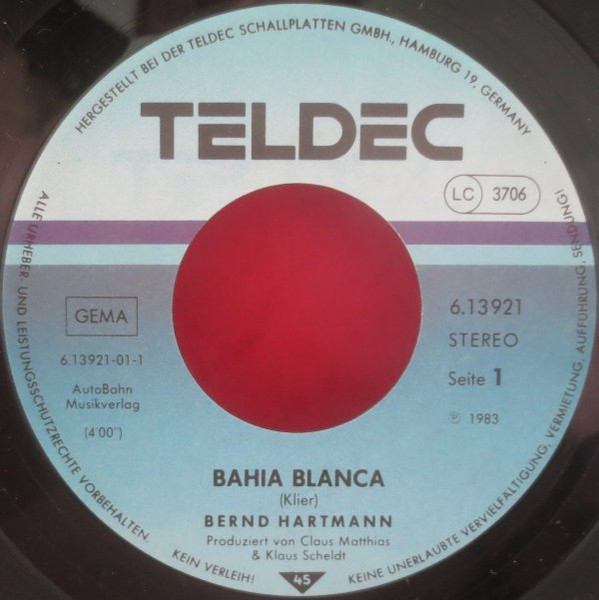 HERGESTELLT BEI DER TELDEC SCHALLPLATTEN GMBH., HAMBURG 19, GERMANY
TELDEC
LC 3706
GEMA
6.13921-01-1
AutoBahn
Musikverlag
(4'00")
6.13921
STEREO
Seite 1
℗ 1983
BAHIA BLANCA
(Klier)
BERND HARTMANN
Produziert von Claus Matthias
& Klaus Scheldt
45
ALLE URHEBER- UND LEISTUNGSSCHUTZRECHTE VORBEHALTEN. KEIN VERLEIH! KEINE UNERLAUBTE VERVIELFÄLTIGUNG, VERMIETUNG, AUFFÜHRUNG, SENDUNG!